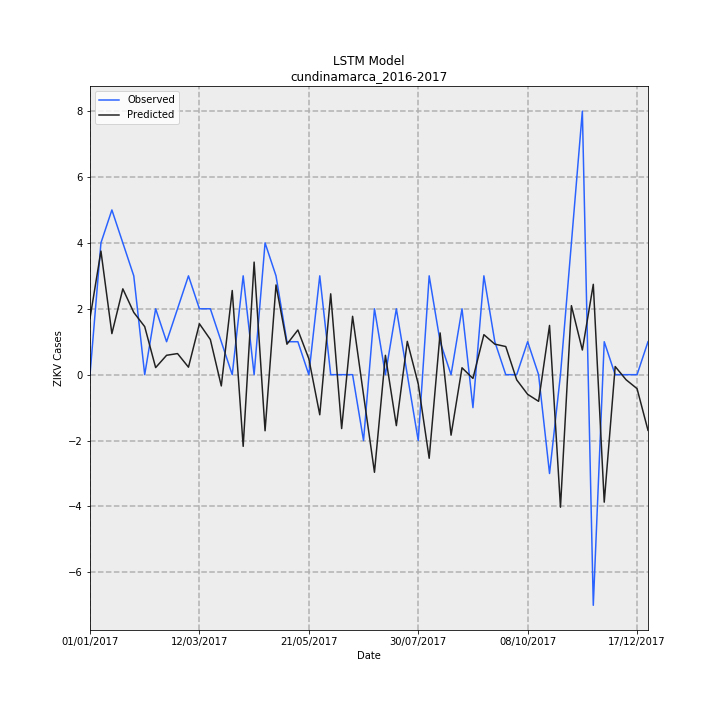 LSTM Model
cundinamarca_2016-2017
Observed
Predicted
ZIKV Cases
8
6
4
2
0
−2
−4
−6
01/01/2017
12/03/2017
21/05/2017
30/07/2017
08/10/2017
17/12/2017
Date